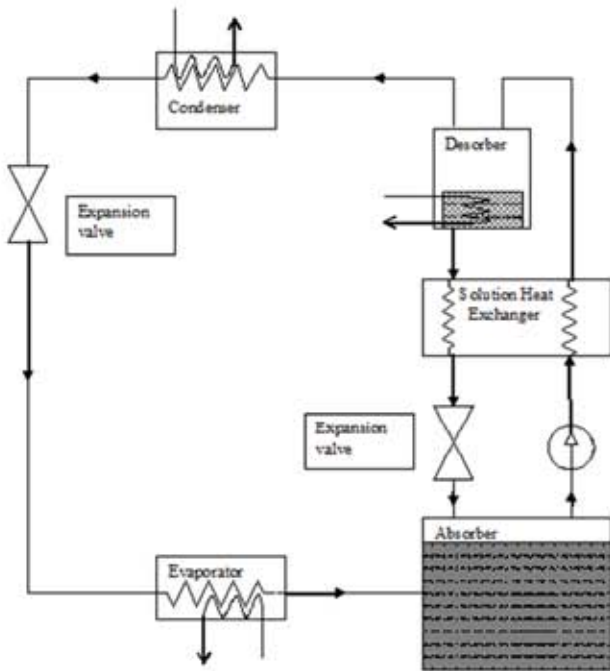 Condenser
Desorber
Expansion
valve
Solution Heat
Exchanger
Expansion
valve
Absorber
Evaporator